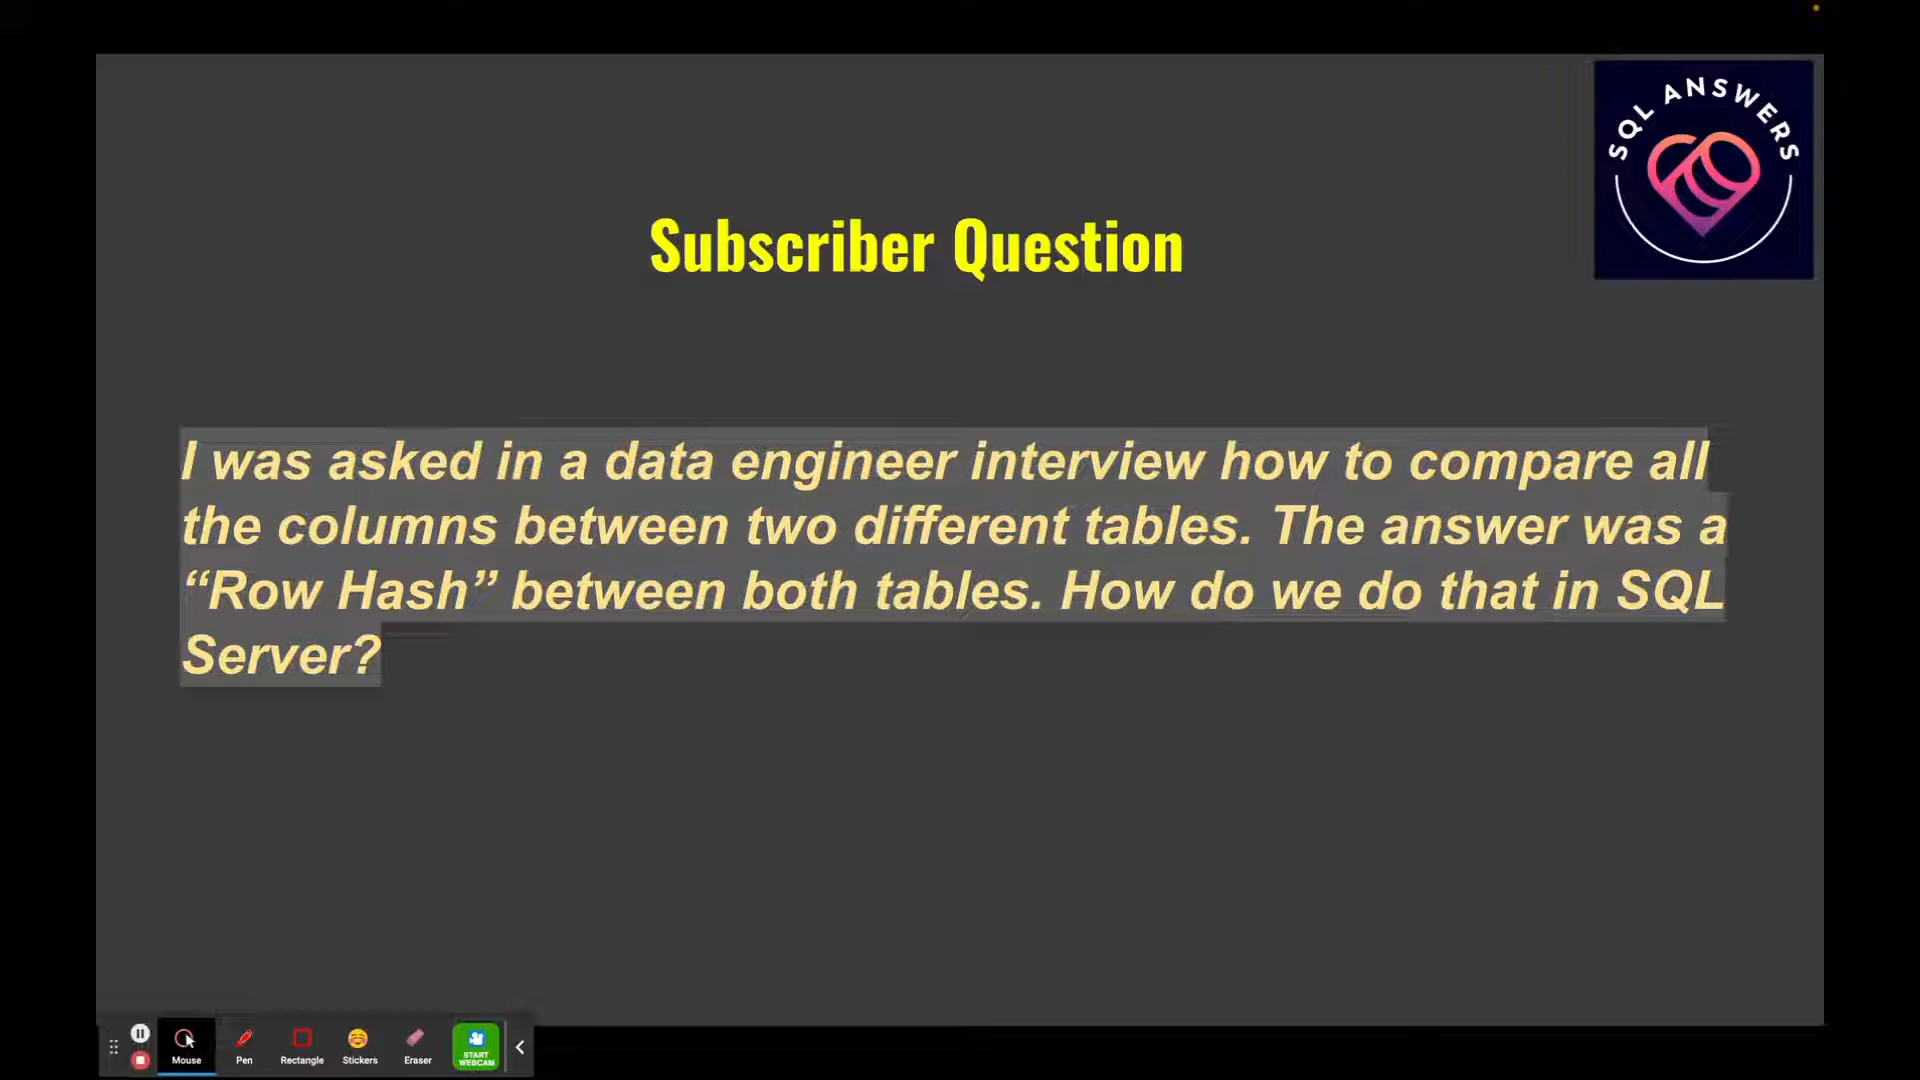 SQL ANSWERS
Subscriber Question
I was asked in a data engineer interview how to compare all
the columns between two different tables. The answer was a
“Row Hash” between both tables. How do we do that in SQL
Server?
Mouse
Pen
Rectangle
Stickers
Eraser
START
WEBCAM